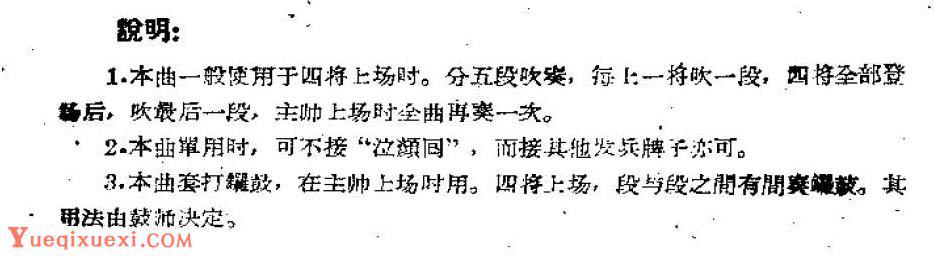 說明:
1.本曲一般使用于四将上场时。分五段吹奏，每上一将吹一段，四将全部登
场后，吹最后一段，主帅上场时全曲再奏一次。
2.本曲單用时，可不接“泣顏回”，而接其他发兵牌子亦可。
3.本曲套打鑼鼓，在主帅上场时用。四将上场，段与段之間有間奏鑼鼓。其
用法由鼓师决定。
Yueqixuexi.COM